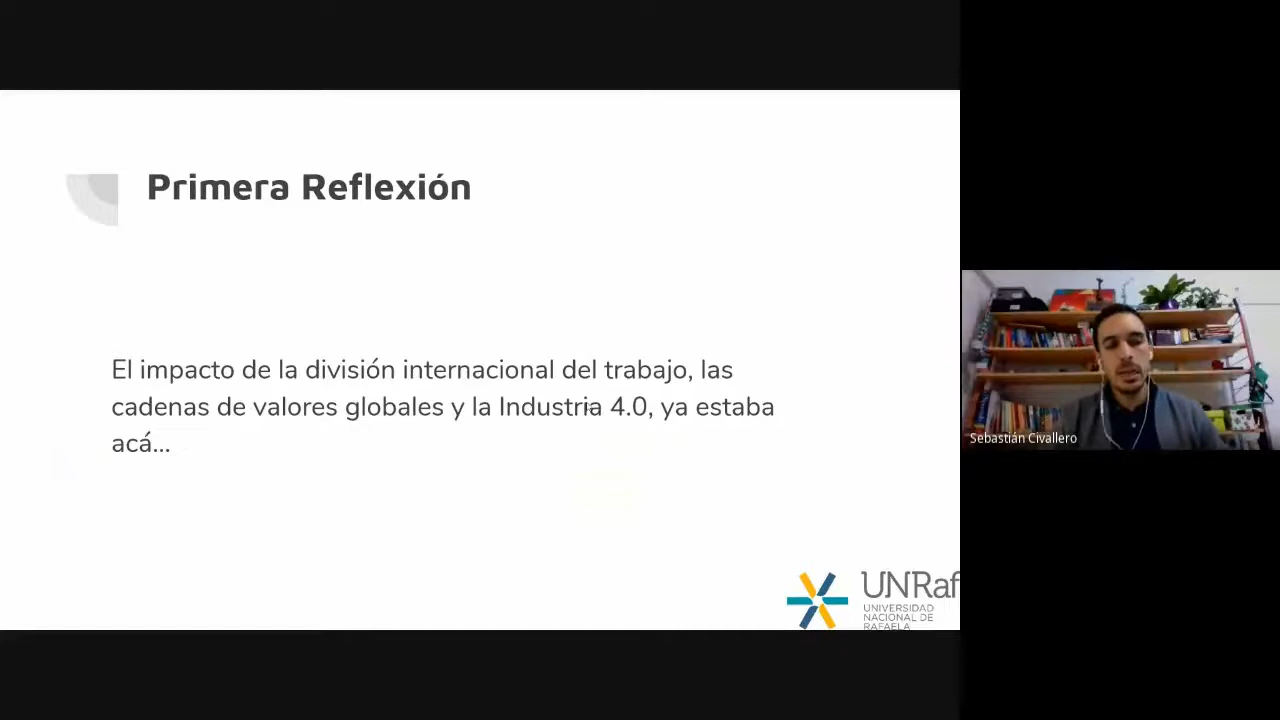 Primera Reflexión
El impacto de la división internacional del trabajo, las
cadenas de valores globales y la Industria 4.0, ya estaba
acá...
UNRaf
UNIVERSIDAD
NACIONAL DE
RAFAELA
Sebastián Civallero